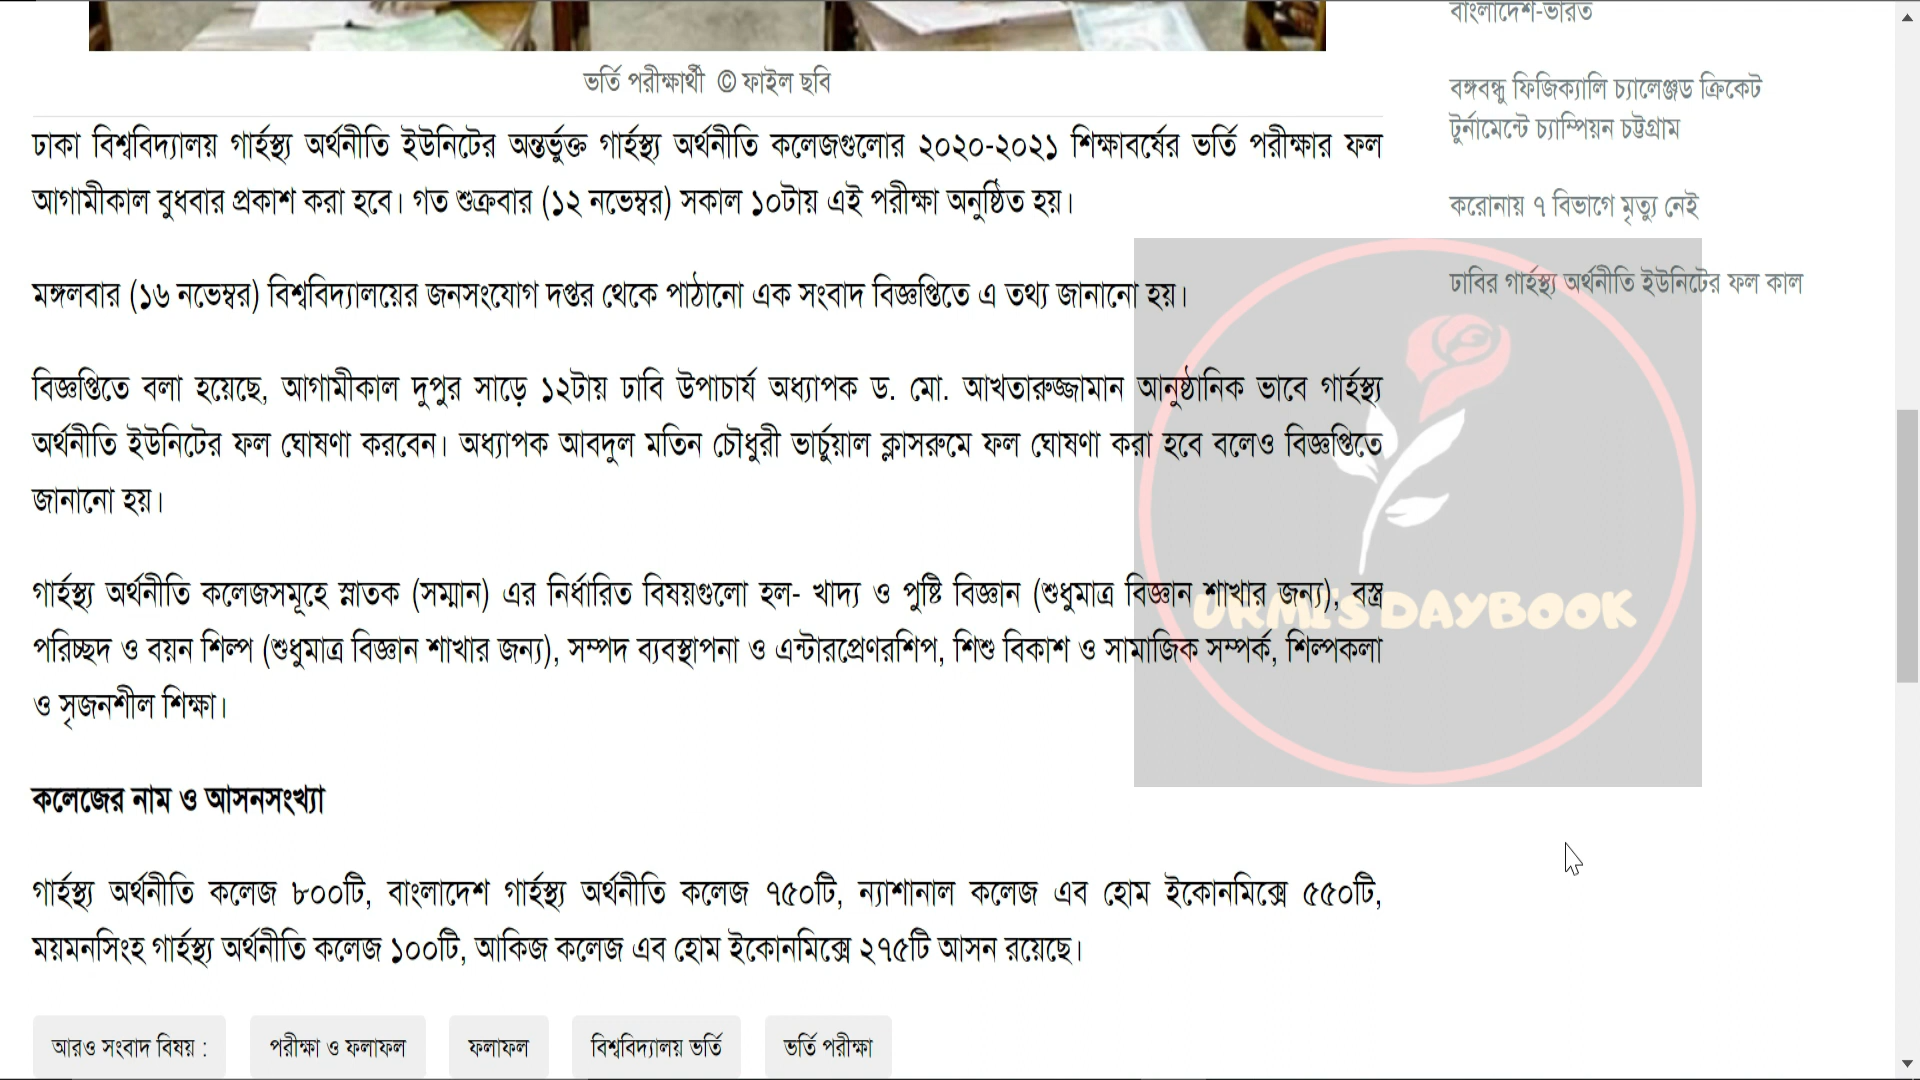 ভর্তি পরীক্ষার্থী © ফাইল ছবি
ঢাকা বিশ্ববিদ্যালয় গার্হস্থ্য অর্থনীতি ইউনিটের অন্তর্ভুক্ত গার্হস্থ্য অর্থনীতি কলেজগুলোর ২০২০-২০২১ শিক্ষাবর্ষের ভর্তি পরীক্ষার ফল
আগামীকাল বুধবার প্রকাশ করা হবে। গত শুক্রবার (১২ নভেম্বর) সকাল ১০টায় এই পরীক্ষা অনুষ্ঠিত হয়।
মঙ্গলবার (১৬ নভেম্বর) বিশ্ববিদ্যালয়ের জনসংযোগ দপ্তর থেকে পাঠানো এক সংবাদ বিজ্ঞপ্তিতে এ তথ্য জানানো হয়।
বিজ্ঞপ্তিতে বলা হয়েছে, আগামীকাল দুপুর সাড়ে ১২টায় ঢাবি উপাচার্য অধ্যাপক ড. মো. আখতারুজ্জামান আনুষ্ঠানিক ভাবে গার্হস্থ্য
অর্থনীতি ইউনিটের ফল ঘোষণা করবেন। অধ্যাপক আবদুল মতিন চৌধুরী ভার্চুয়াল ক্লাসরুমে ফল ঘোষণা করা হবে বলেও বিজ্ঞপ্তিতে
জানানো হয়।
গার্হস্থ্য অর্থনীতি কলেজসমূহে স্নাতক (সম্মান) এর নির্ধারিত বিষয়গুলো হল- খাদ্য ও পুষ্টি বিজ্ঞান (শুধুমাত্র বিজ্ঞান শাখার জন্য), বস্ত্র
পরিচ্ছদ ও বয়ন শিল্প (শুধুমাত্র বিজ্ঞান শাখার জন্য), সম্পদ ব্যবস্থাপনা ও এন্টারপ্রেণরশিপ, শিশু বিকাশ ও সামাজিক সম্পর্ক, শিল্পকলা
ও সৃজনশীল শিক্ষা।
কলেজের নাম ও আসনসংখ্যা
গার্হস্থ্য অর্থনীতি কলেজ ৮০০টি, বাংলাদেশ গার্হস্থ্য অর্থনীতি কলেজ ৭৫০টি, ন্যাশানাল কলেজ এব হোম ইকোনমিক্সে ৫৫০টি,
ময়মনসিংহ গার্হস্থ্য অর্থনীতি কলেজ ১০০টি, আকিজ কলেজ এব হোম ইকোনমিক্সে ২৭৫টি আসন রয়েছে।
আরও সংবাদ বিষয় : পরীক্ষা ও ফলাফল ফলাফল বিশ্ববিদ্যালয় ভর্তি ভর্তি পরীক্ষা
বাংলাদেশ-ভারত
বঙ্গবন্ধু ফিজিক্যালি চ্যালেঞ্জড ক্রিকেট
টুর্নামেন্টে চ্যাম্পিয়ন চট্টগ্রাম
করোনায় ৭ বিভাগে মৃত্যু নেই
ঢাবির গার্হস্থ্য অর্থনীতি ইউনিটের ফল কাল
URMI'S DAYBOOK